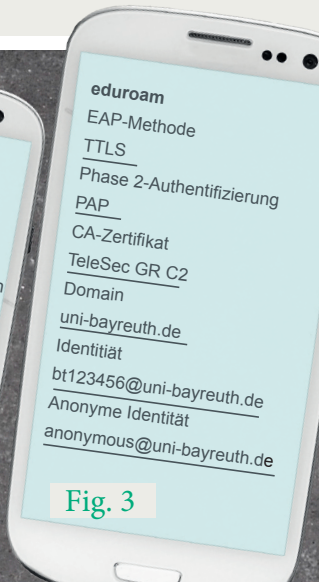 eduroam
EAP-Methode
TTLS
Phase 2-Authentifizierung
PAP
CA-Zertifikat
TeleSec GR C2
Domain
uni-bayreuth.de
Identitiät
bt123456@uni-bayreuth.de
Anonyme Identität
anonymous@uni-bayreuth.de
Fig. 3